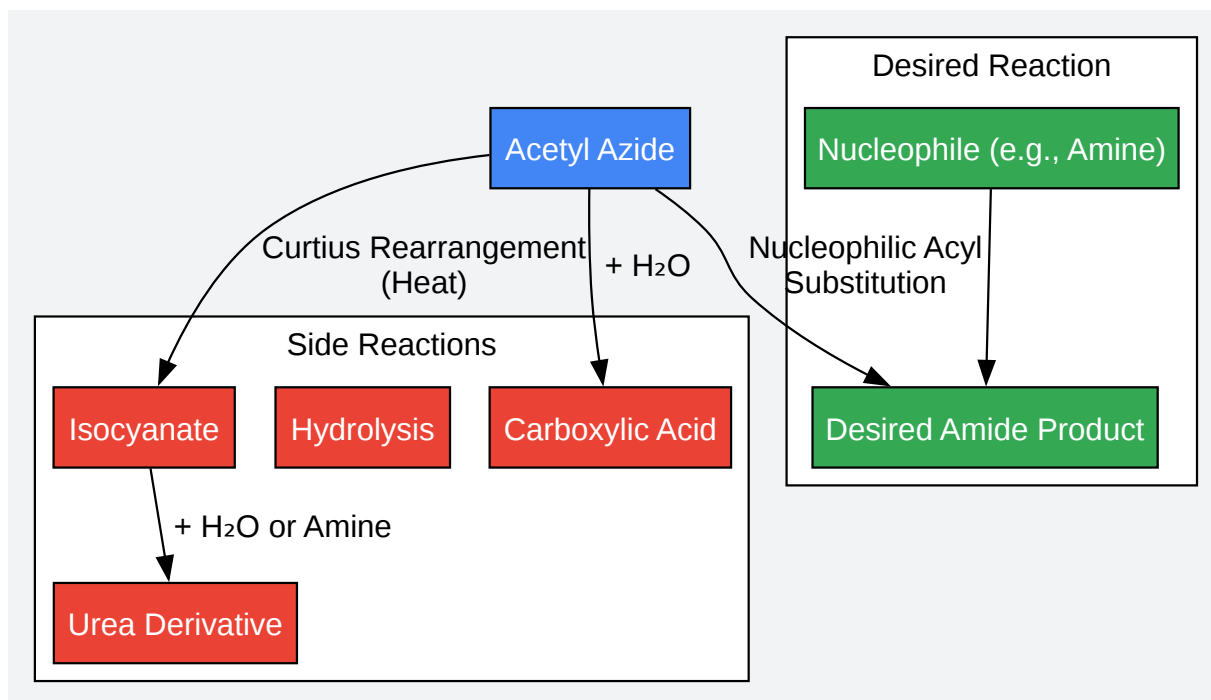 Desired Reaction
Acetyl Azide
Nucleophile (e.g., Amine)
Curtius Rearrangement
(Heat)
+ H₂O
Nucleophilic Acyl
Substitution
Side Reactions
Isocyanate
Hydrolysis
Carboxylic Acid
Desired Amide Product
+ H₂O or Amine
Urea Derivative